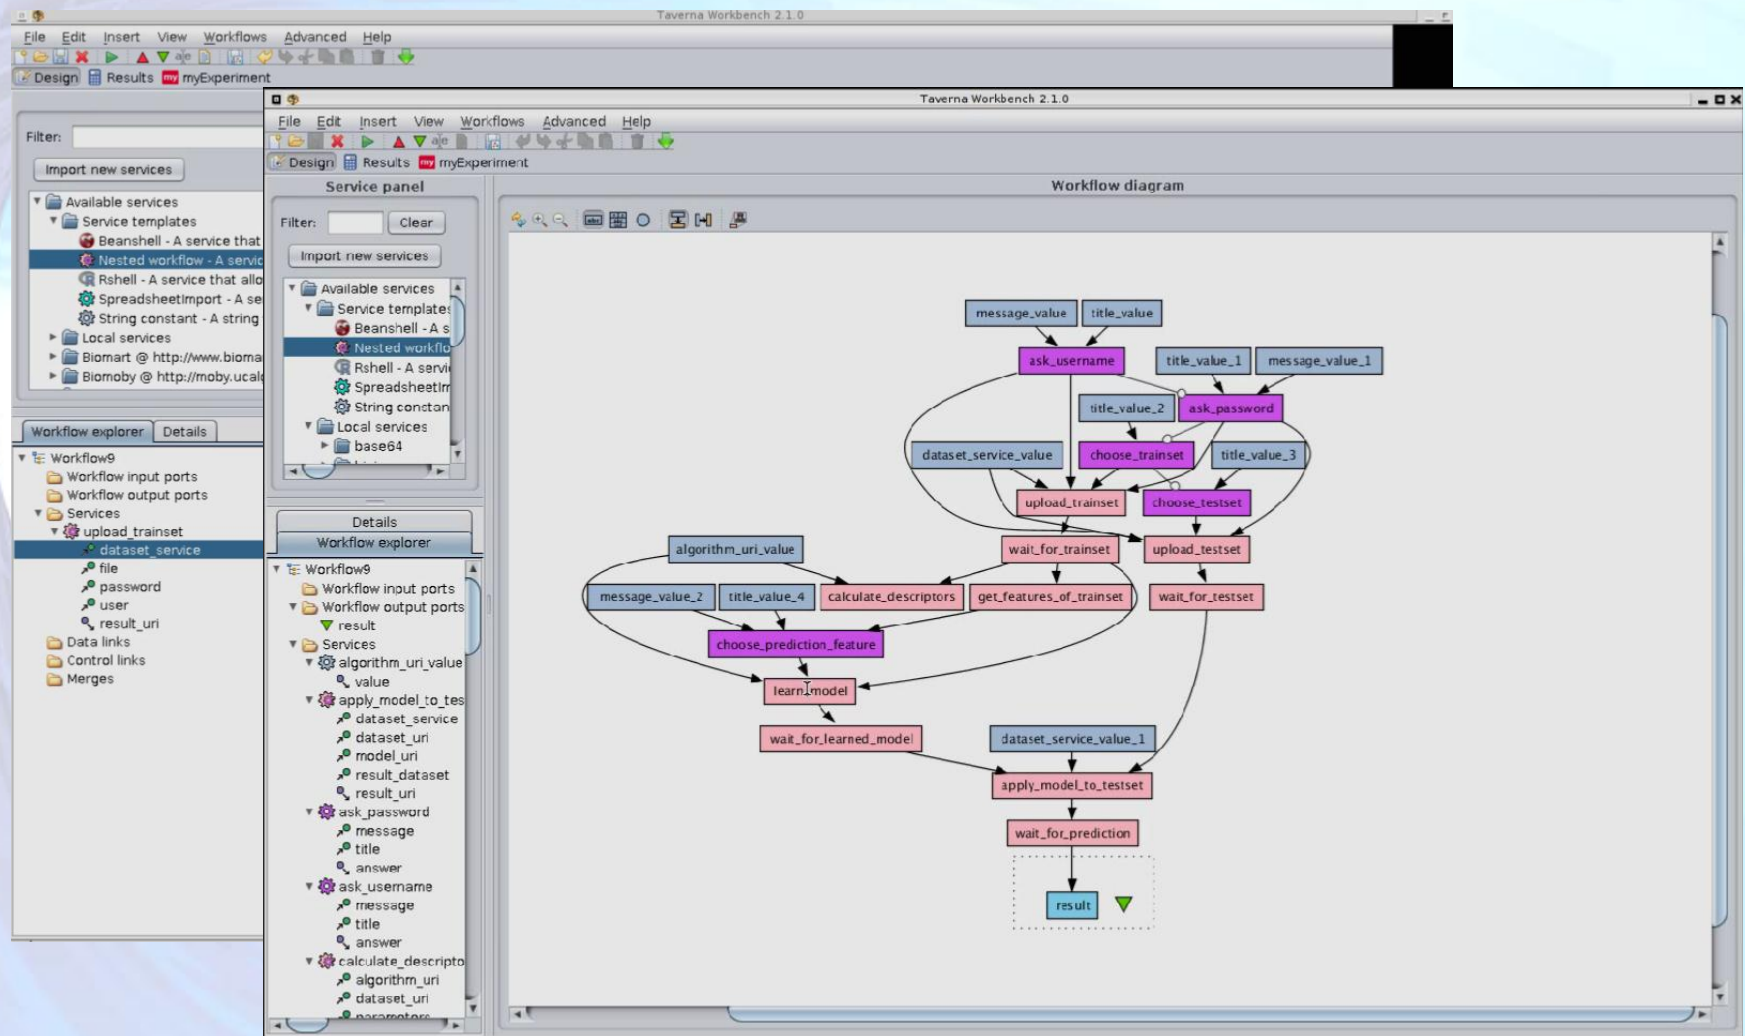 Taverna Workbench 2.1.0
File Edit Insert View Workflows Advanced Help
Design Results my myExperiment
Filter:
Import new services
Available services
Service templates
Beanshell - A service that
Nested workflow - A servic
Rshell - A service that allo
SpreadsheetImport - A se
String constant - A string
Local services
Biomart @ http://www.bioma
Biomoby @ http://moby.ucalg
Workflow explorer Details
Workflow9
Workflow input ports
Workflow output ports
Services
upload_trainset
dataset_service
file
password
user
result_uri
Data links
Control links
Merges
Taverna Workbench 2.1.0
File Edit Insert View Workflows Advanced Help
Design Results my myExperiment
Service panel
Filter: Clear
Import new services
Available services
Service templates
Beanshell - A s
Nested workflo
Rshell - A servi
SpreadsheetIm
String constan
Local services
base64
Details
Workflow explorer
Workflow9
Workflow input ports
Workflow output ports
result
Services
algorithm_uri_value
value
apply_model_to_tes
dataset_service
dataset_uri
model_uri
result_dataset
result_uri
ask_password
message
title
answer
ask_username
message
title
answer
calculate_descripto
algorithm_uri
dataset_uri
parameters
Workflow diagram
message_value title_value
ask_username title_value_1 message_value_1
title_value_2 ask_password
dataset_service_value choose_trainset title_value_3
upload_trainset choose_testset
algorithm_uri_value wait_for_trainset upload_testset
message_value_2 title_value_4 calculate_descriptors get_features_of_trainset wait_for_testset
choose_prediction_feature
learn_model
wait_for_learned_model dataset_service_value_1
apply_model_to_testset
wait_for_prediction
result